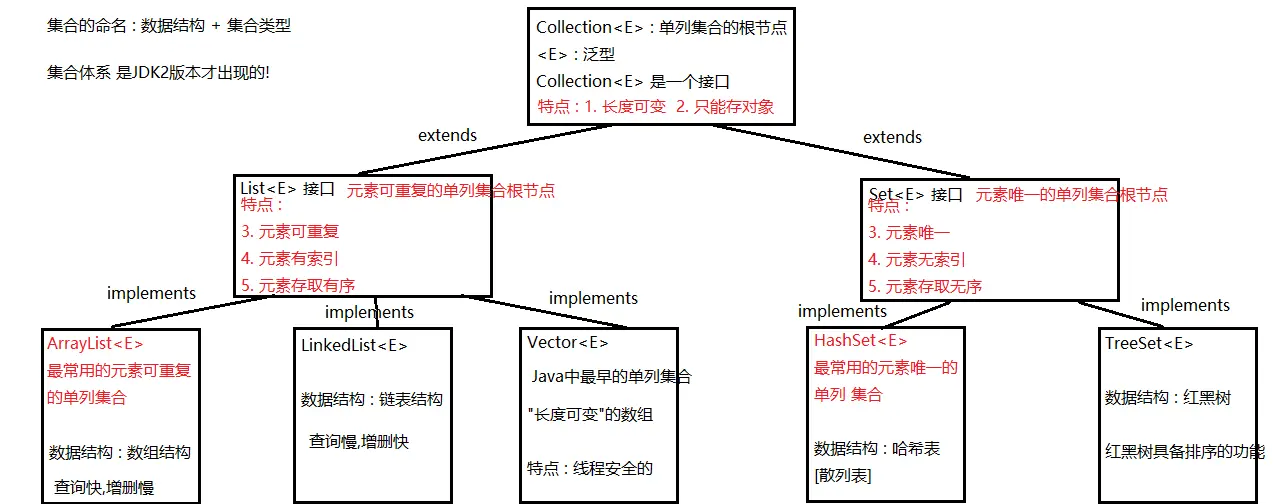 集合的命名 : 数据结构 + 集合类型
集合体系 是JDK2版本才出现的!
Collection<E> : 单列集合的根节点
<E> : 泛型
Collection<E> 是一个接口
特点 : 1. 长度可变 2. 只能存对象
extends
extends
List<E> 接口 元素可重复的单列集合根节点
特点 :
3. 元素可重复
4. 元素有索引
5. 元素存取有序
Set<E> 接口 元素唯一的单列集合根节点
特点 :
3. 元素唯一
4. 元素无索引
5. 元素存取无序
implements
implements
implements
implements
implements
ArrayList<E>
最常用的元素可重复
的单列集合
数据结构 : 数组结构
查询快,增删慢
LinkedList<E>
数据结构 : 链表结构
查询慢,增删快
Vector<E>
Java中最早的单列集合
"长度可变"的数组
特点 : 线程安全的
HashSet<E>
最常用的元素唯一的
单列 集合
数据结构 : 哈希表
[散列表]
TreeSet<E>
数据结构 : 红黑树
红黑树具备排序的功能